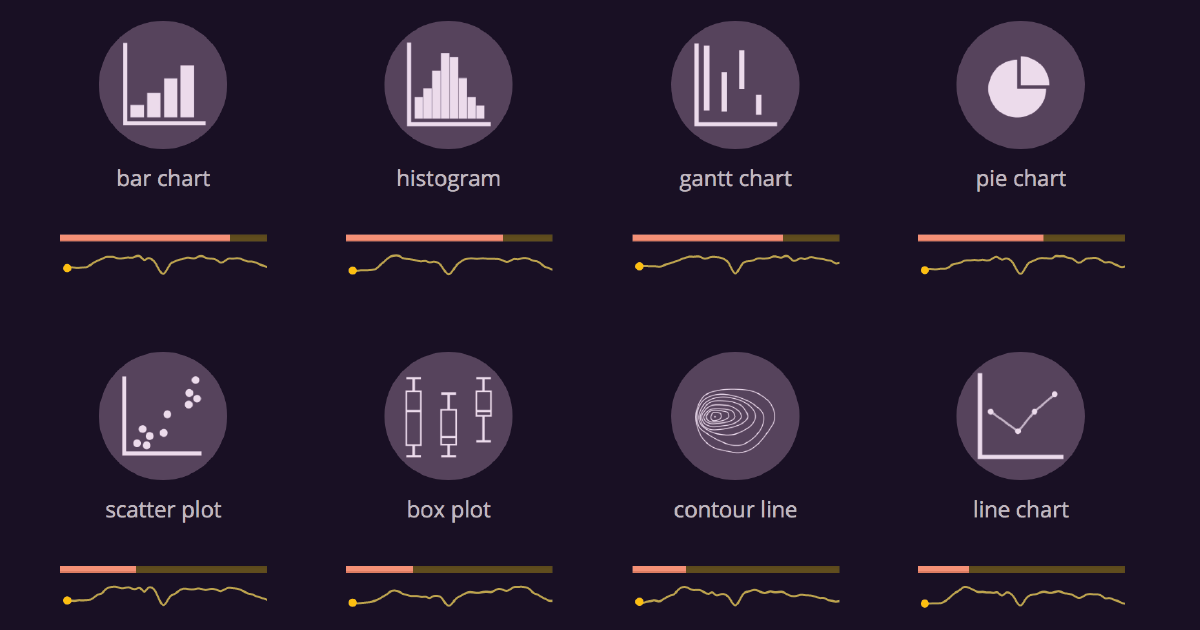 bar chart
histogram
gantt chart
pie chart
scatter plot
box plot
contour line
line chart